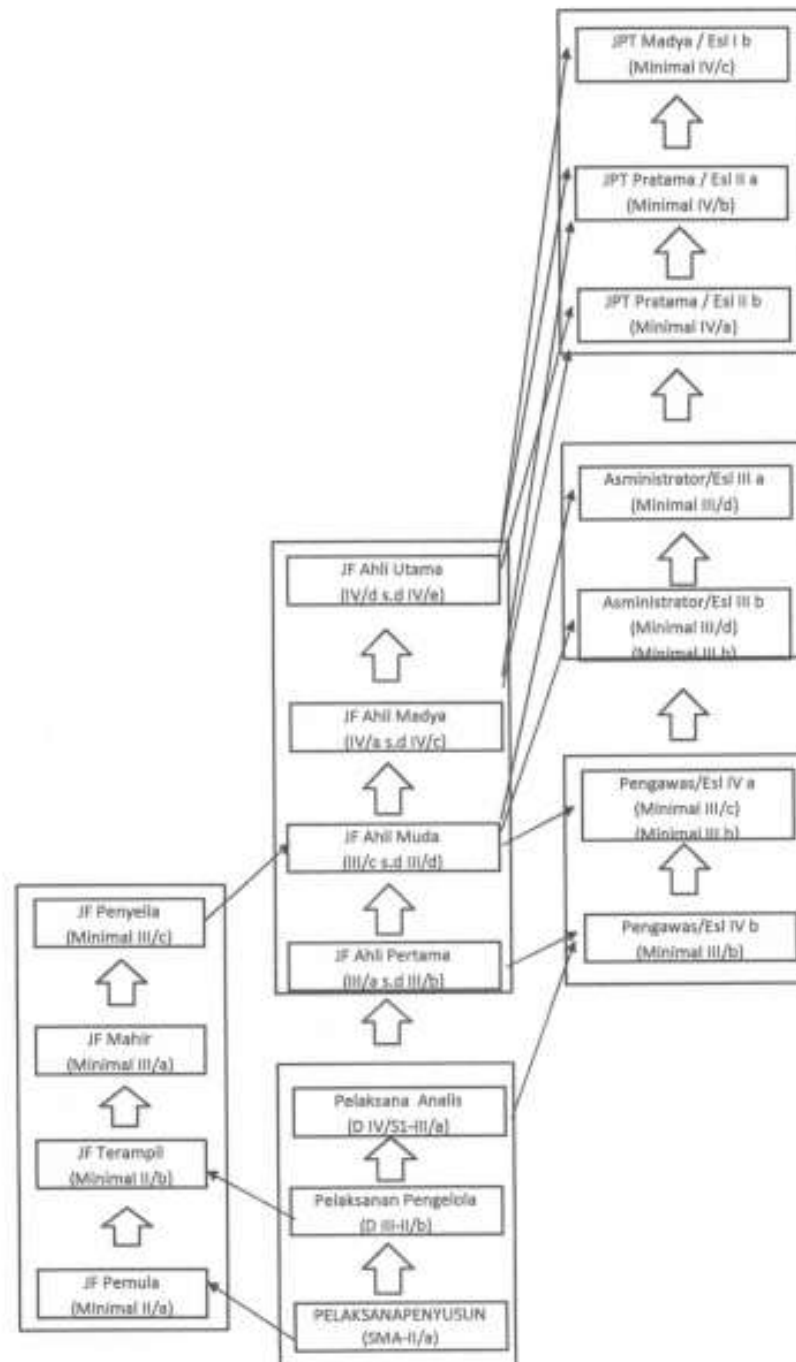 JPT Madya / Esl I b
(Minimal IV/c)
JPT Pratama / Esl II a
(Minimal IV/b)
JPT Pratama / Esl II b
(Minimal IV/a)
Asministrator/Esl III a
(Minimal III/d)
Asministrator/Esl III b
(Minimal III/d)
(Minimal III b)
Pengawas/Esl IV a
(Minimal III/c)
(Minimal III b)
Pengawas/Esl IV b
(Minimal III/b)
JF Ahli Utama
(IV/d s.d IV/e)
JF Ahli Madya
(IV/a s.d IV/c)
JF Ahli Muda
(III/c s.d III/d)
JF Ahli Pertama
(III/a s.d III/b)
JF Penyelia
(Minimal III/c)
JF Mahir
(Minimal III/a)
JF Terampil
(Minimal II/b)
JF Pemula
(Minimal II/a)
Pelaksana Analis
(D IV/S1-III/a)
Pelaksanan Pengelola
(D III-II/b)
PELAKSANAPENYUSUN
(SMA-II/a)